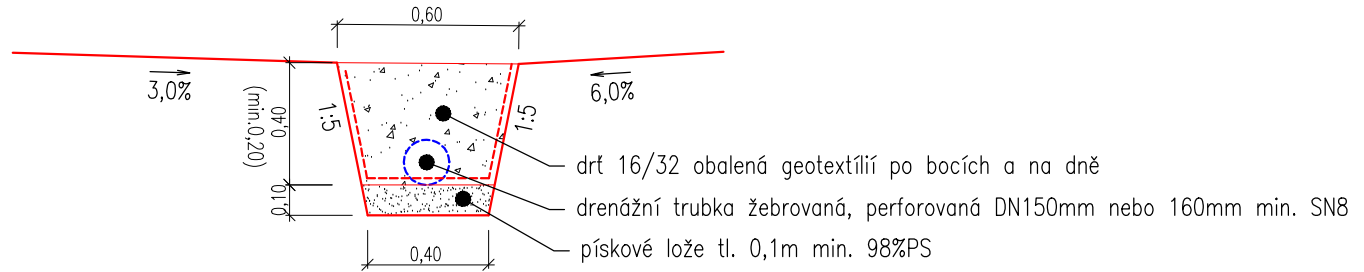 0,60
3,0%
6,0%
0,40
(min.0,20)
1:5
1:5
0,10
0,40
drť 16/32 obalená geotextílií po bocích a na dně
drenážní trubka žebrovaná, perforovaná DN150mm nebo 160mm min. SN8
pískové lože tl. 0,1m min. 98%PS